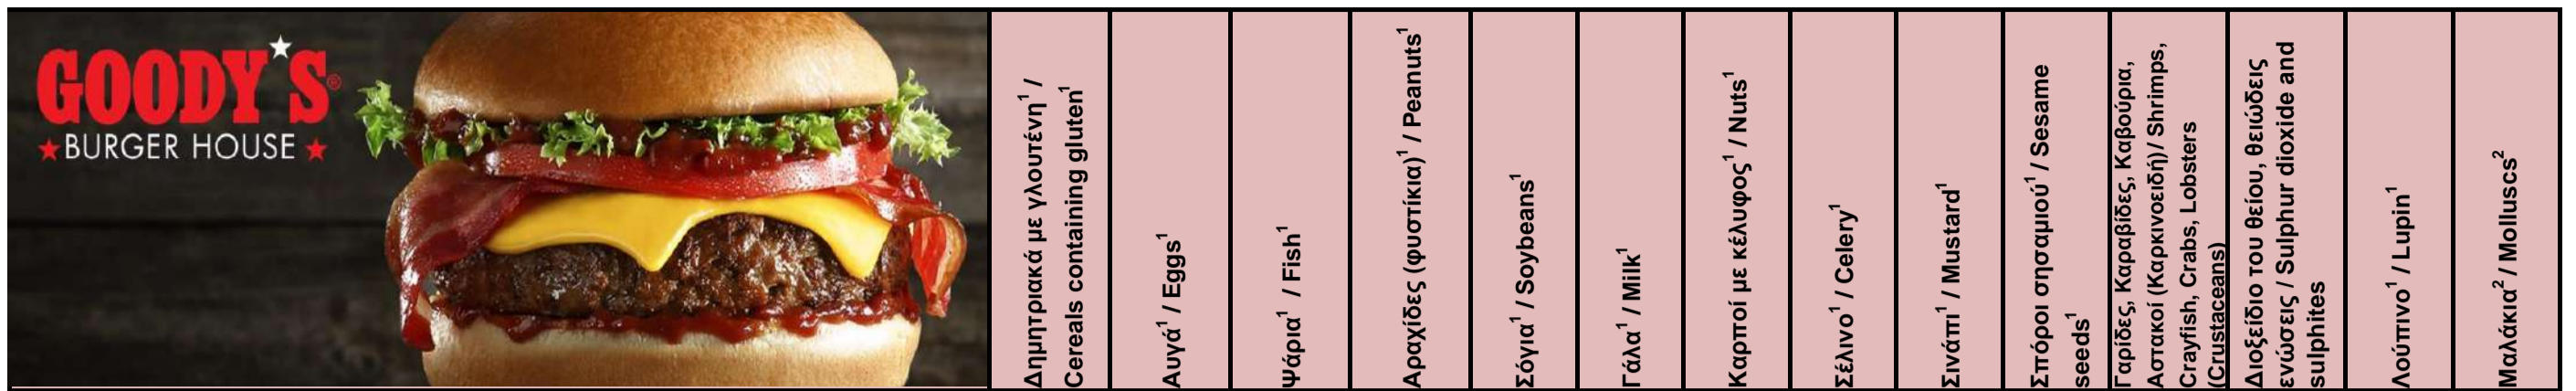 GOODY'S®
BURGER HOUSE
Δημητριακά με γλουτένη¹ /
Cereals containing gluten¹
Αυγά¹ / Eggs¹
Ψάρια¹ / Fish¹
Αραχίδες (φυστίκια)¹ / Peanuts¹
Σόγια¹ / Soybeans¹
Γάλα¹ / Milk¹
Καρποί με κέλυφος¹ / Nuts¹
Σέλινο¹ / Celery¹
Σινάπι¹ / Mustard¹
Σπόροι σησαμιού¹ / Sesame
seeds¹
Γαρίδες, Καραβίδες, Καβούρια,
Αστακοί (Καρκινοειδή)/ Shrimps,
Crayfish, Crabs, Lobsters
(Crustaceans)
Διοξείδιο του θείου, θειώδεις
ενώσεις / Sulphur dioxide and
sulphites
Λούπινο¹ / Lupin¹
Μαλάκια² / Molluscs²